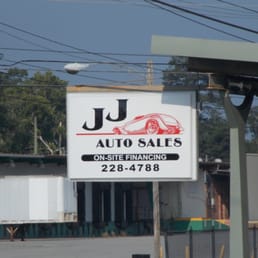 JJ
AUTO SALES
ON-SITE FINANCING
228-4788